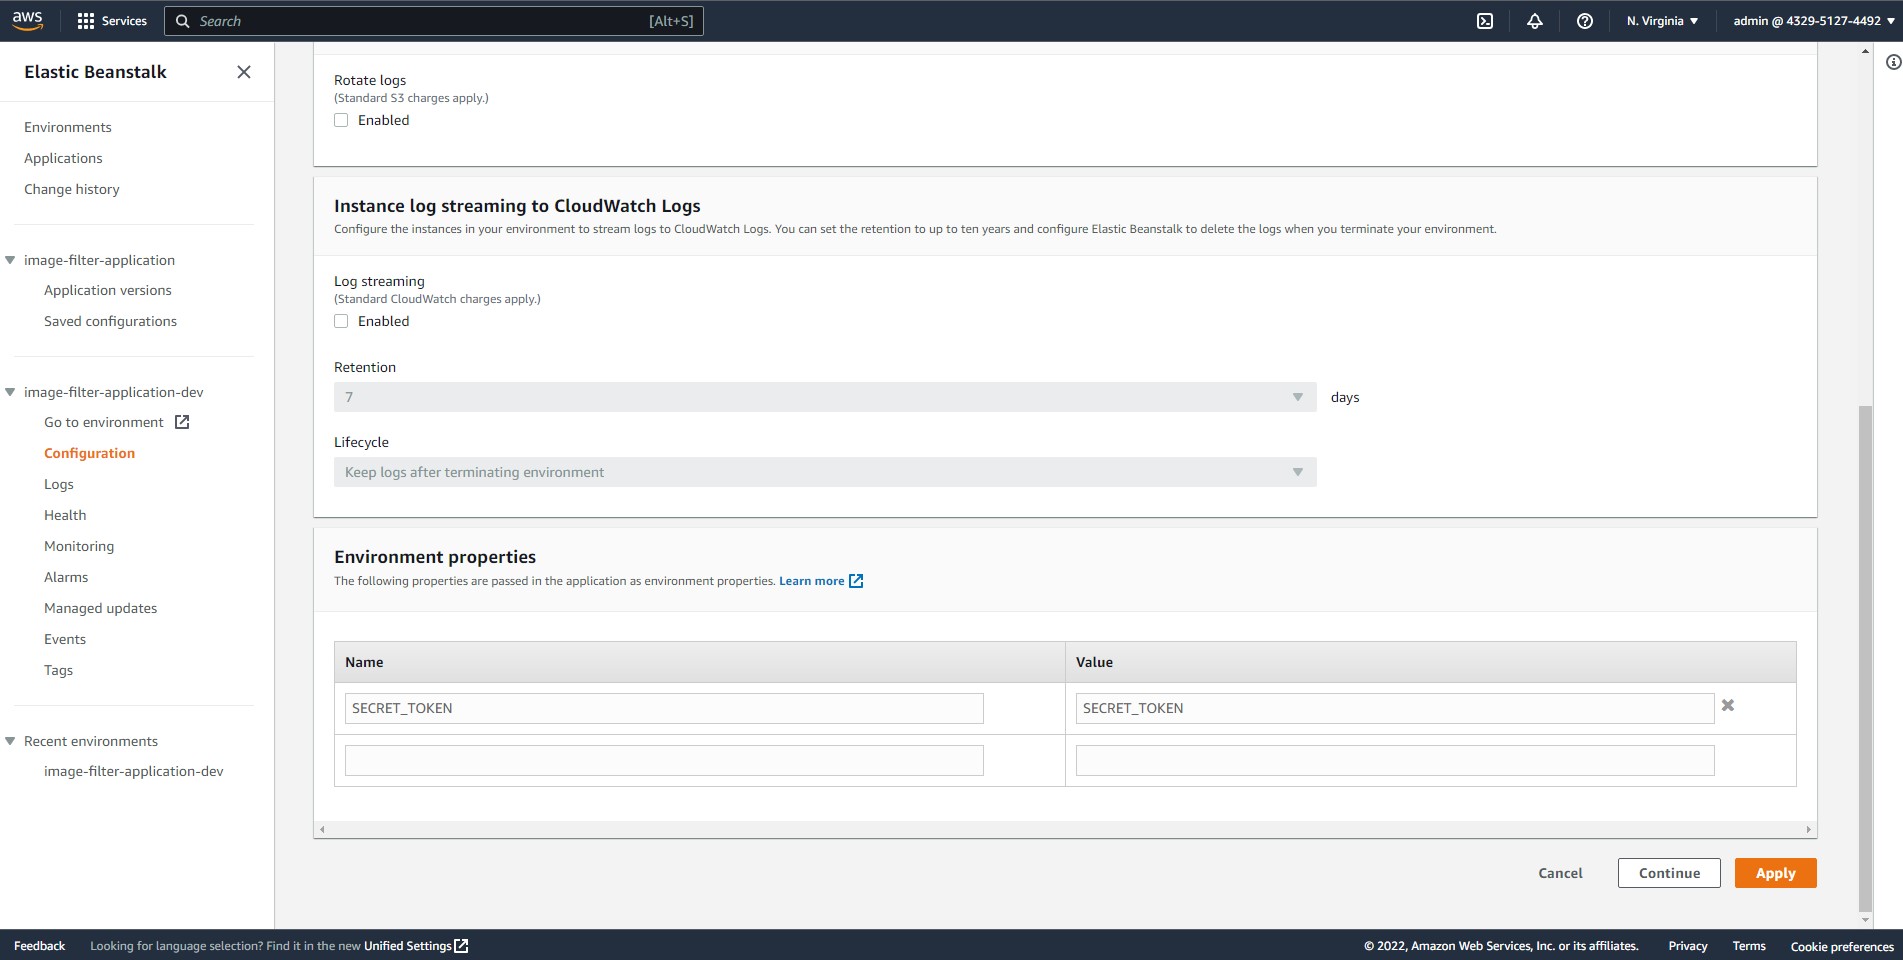 aws
Services
Search
[Alt+S]
N. Virginia
admin @ 4329-5127-4492
Elastic Beanstalk
Environments
Applications
Change history
image-filter-application
Application versions
Saved configurations
image-filter-application-dev
Go to environment
Configuration
Logs
Health
Monitoring
Alarms
Managed updates
Events
Tags
Recent environments
image-filter-application-dev
Rotate logs
(Standard S3 charges apply.)
Enabled
Instance log streaming to CloudWatch Logs
Configure the instances in your environment to stream logs to CloudWatch Logs. You can set the retention to up to ten years and configure Elastic Beanstalk to delete the logs when you terminate your environment.
Log streaming
(Standard CloudWatch charges apply.)
Enabled
Retention
7
days
Lifecycle
Keep logs after terminating environment
Environment properties
The following properties are passed in the application as environment properties. Learn more
Name
Value
SECRET_TOKEN
SECRET_TOKEN
Cancel
Continue
Apply
Feedback
Looking for language selection? Find it in the new Unified Settings
© 2022, Amazon Web Services, Inc. or its affiliates.
Privacy
Terms
Cookie preferences